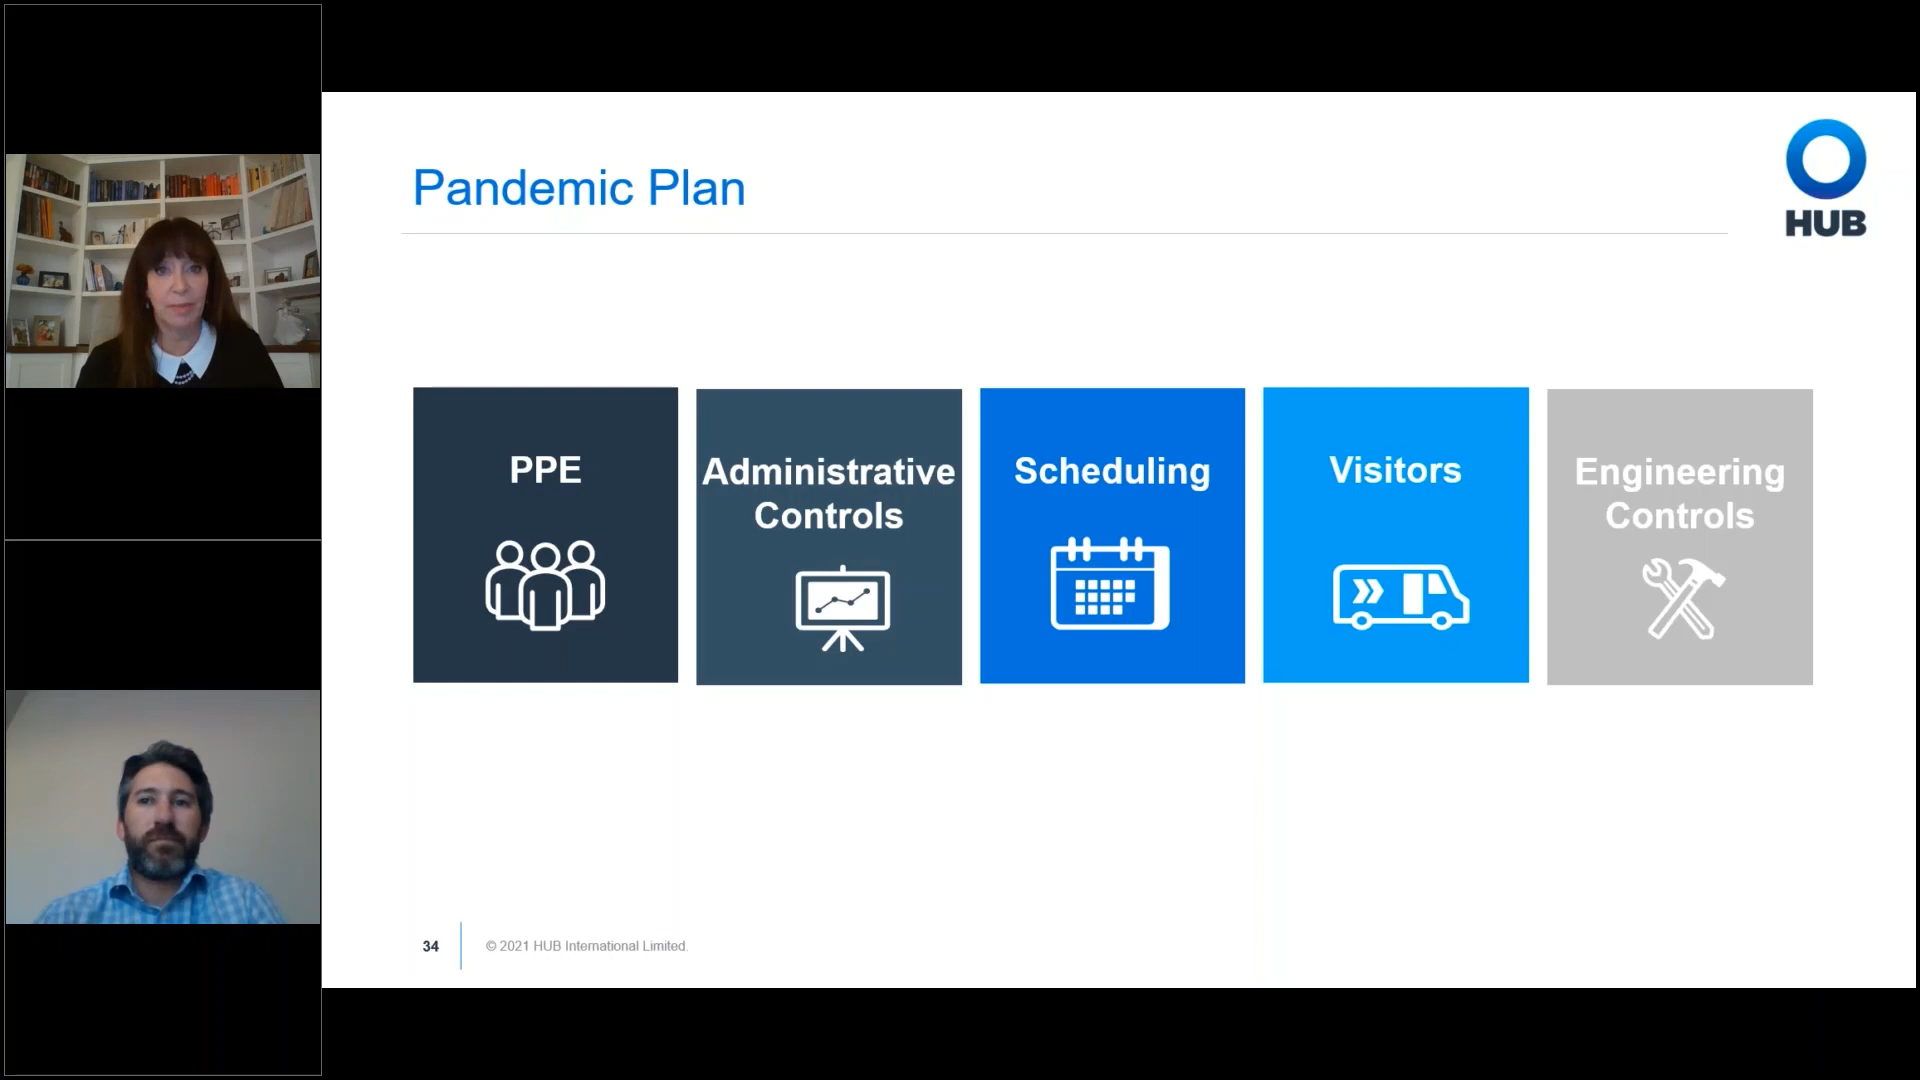 Pandemic Plan
HUB
PPE
Administrative
Controls
Scheduling
Visitors
Engineering
Controls
34
© 2021 HUB International Limited.